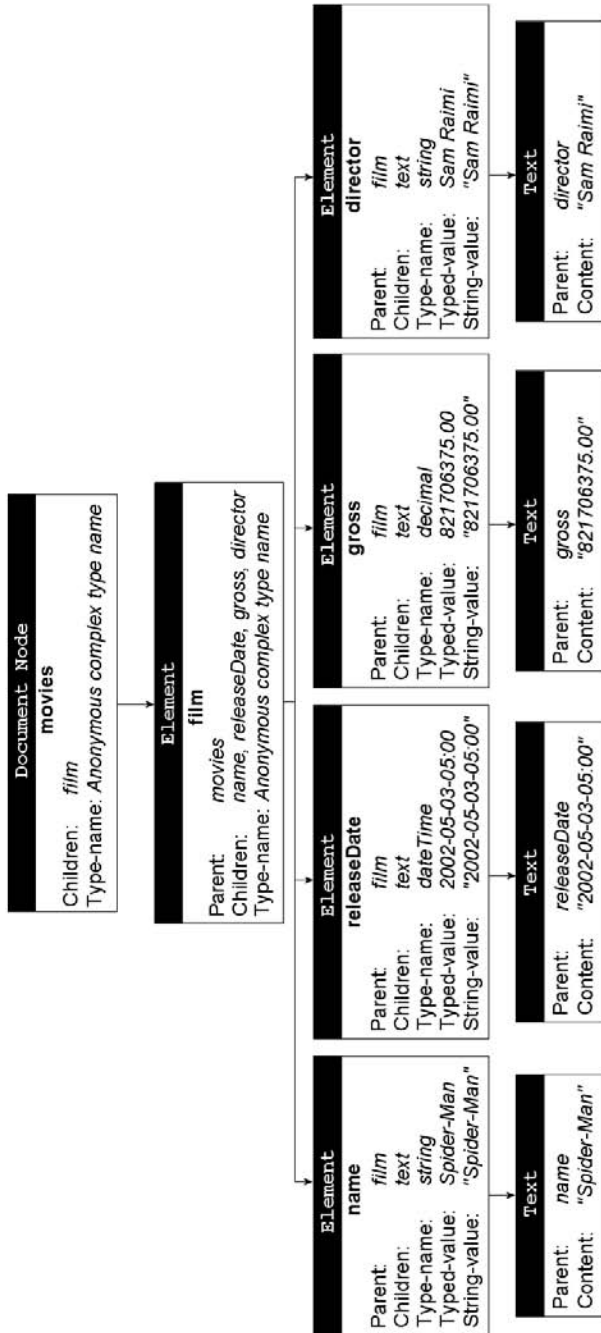 Document Node
movies
Children: film
Type-name: Anonymous complex type name
Element
film
Parent: movies
Children: name, releaseDate, gross, director
Type-name: Anonymous complex type name
Element
name
Parent: film
Children: text
Type-name: string
Typed-value: Spider-Man
String-value: "Spider-Man"
Element
releaseDate
Parent: film
Children: text
Type-name: dateTime
Typed-value: 2002-05-03-05:00
String-value: "2002-05-03-05:00"
Element
gross
Parent: film
Children: text
Type-name: decimal
Typed-value: 821706375.00
String-value: "821706375.00"
Element
director
Parent: film
Children: text
Type-name: string
Typed-value: Sam Raimi
String-value: "Sam Raimi"
Text
Parent: name
Content: "Spider-Man"
Text
Parent: releaseDate
Content: "2002-05-03-05:00"
Text
Parent: gross
Content: "821706375.00"
Text
Parent: director
Content: "Sam Raimi"